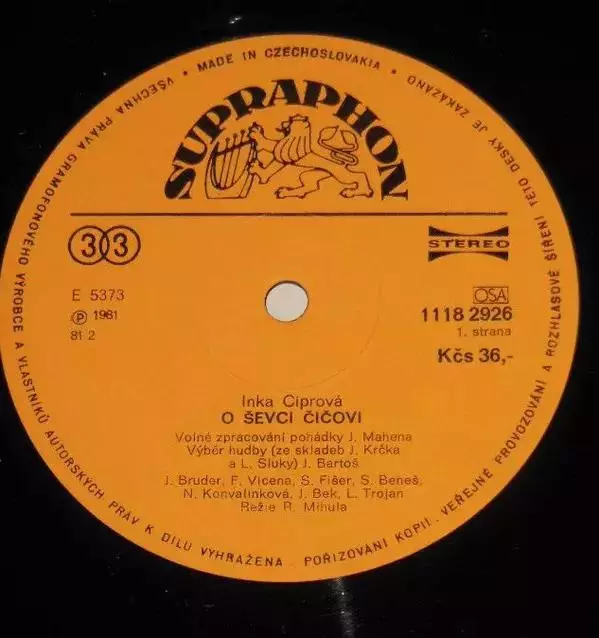 • MADE IN CZECHOSLOVAKIA •
VŠECHNA PRÁVA GRAMOFONOVÉHO VÝROBCE A VLASTNÍKŮ AUTORSKÝCH PRÁV K DÍLU VYHRAŽENA. POŘIZOVÁNÍ KOPIÍ, VEŘEJNÉ PROVOZOVÁNÍ A ROZHLASOVÉ ŠÍŘENÍ TÉTO DESKY JE ZAKÁZÁNO
SUPRAPHON
33
STEREO
E 5373
Ⓟ 1981
81 2
OSA
1118 2926
1. strana
Kčs 36,-
Inka Ciprová
O ŠEVCI ČIČOVI
Volné zpracování pohádky J. Mahena
Výběr hudby (ze skladeb J. Krčka
a L. Sluky) J. Bartoš
J. Bruder, F. Vicena, S. Fišer, S. Beneš,
N. Konvalinková, J. Bek, L. Trojan
Režie R. Mihula